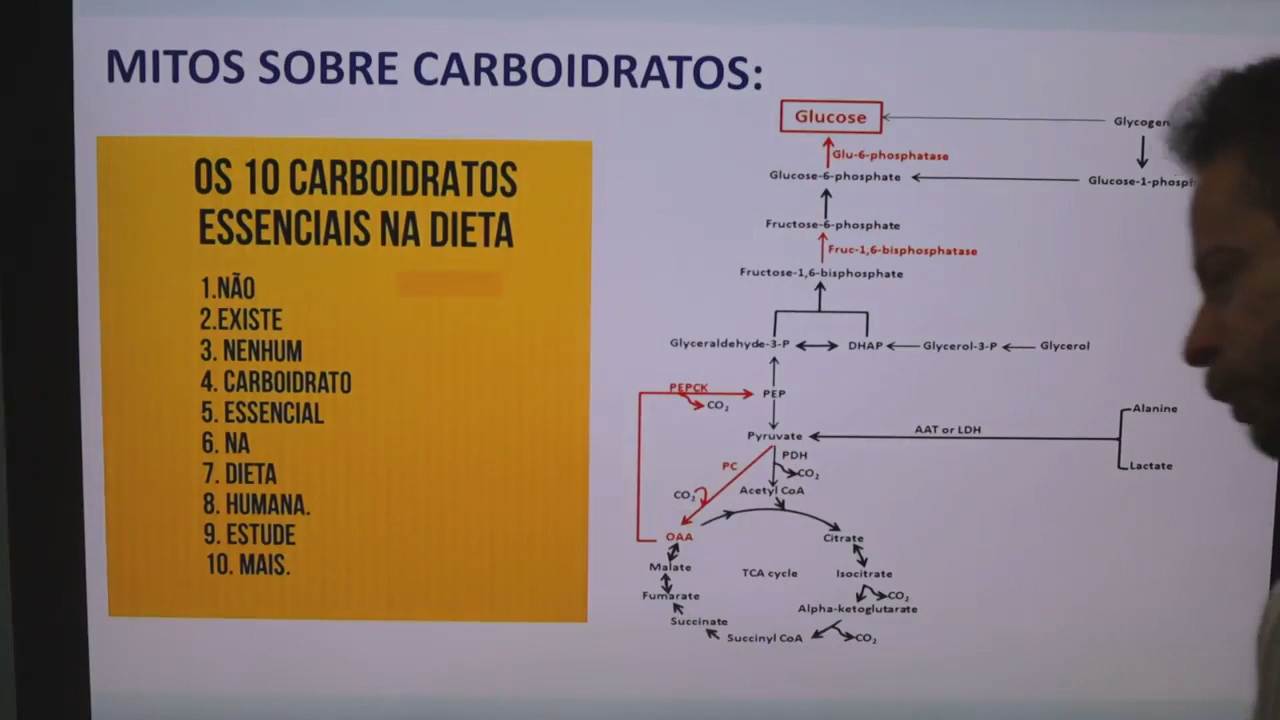 MITOS SOBRE CARBOIDRATOS:
OS 10 CARBOIDRATOS
ESSENCIAIS NA DIETA
1.NÃO
2.EXISTE
3. NENHUM
4. CARBOIDRATO
5. ESSENCIAL
6. NA
7. DIETA
8. HUMANA.
9. ESTUDE
10. MAIS.
Glucose
Glycogen
Glu-6-phosphatase
Glucose-6-phosphate
Glucose-1-phosp
Fructose-6-phosphate
Fruc-1,6-bisphosphatase
Fructose-1,6-bisphosphate
Glyceraldehyde-3-P
DHAP
Glycerol-3-P
Glycerol
PEPCK
CO2
PEP
Alanine
AAT or LDH
Pyruvate
PDH
PC
Lactate
CO2
Acetyl CoA
CO2
OAA
Citrate
Malate
TCA cycle
Isocitrate
Fumarate
CO2
Alpha-ketoglutarate
Succinate
Succinyl CoA
CO2